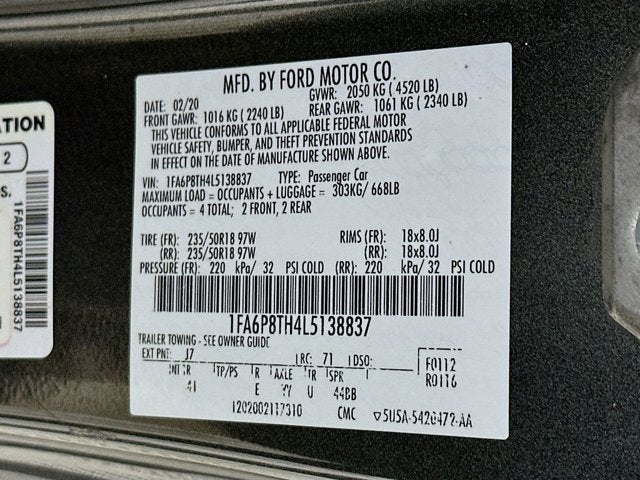 MFD. BY FORD MOTOR CO.
DATE: 02/20 GVWR: 2050 KG ( 4520 LB)
FRONT GAWR: 1016 KG ( 2240 LB) REAR GAWR: 1061 KG ( 2340 LB)
THIS VEHICLE CONFORMS TO ALL APPLICABLE FEDERAL MOTOR
VEHICLE SAFETY, BUMPER, AND THEFT PREVENTION STANDARDS
IN EFFECT ON THE DATE OF MANUFACTURE SHOWN ABOVE.
VIN: 1FA6P8TH4L5138837 TYPE: Passenger Car
MAXIMUM LOAD = OCCUPANTS + LUGGAGE = 303KG/ 668LB
OCCUPANTS = 4 TOTAL; 2 FRONT, 2 REAR
TIRE (FR): 235/50R18 97W RIMS (FR): 18x8.0J
(RR): 235/50R18 97W (RR): 18x8.0J
PRESSURE (FR): 220 kPa/ 32 PSI COLD (RR): 220 kPa/ 32 PSI COLD
1FA6P8TH4L5138837
TRAILER TOWING - SEE OWNER GUIDE
EXT PNT: J7 RC: 71 DSO: F0112
INT TR TP/PS R AXLE TR SPR R0116
41 E YY U 44BB
1202002117310 CMC 5U5A-5420472-AA
ATION
2
S.
1FA6P8TH4L5138837